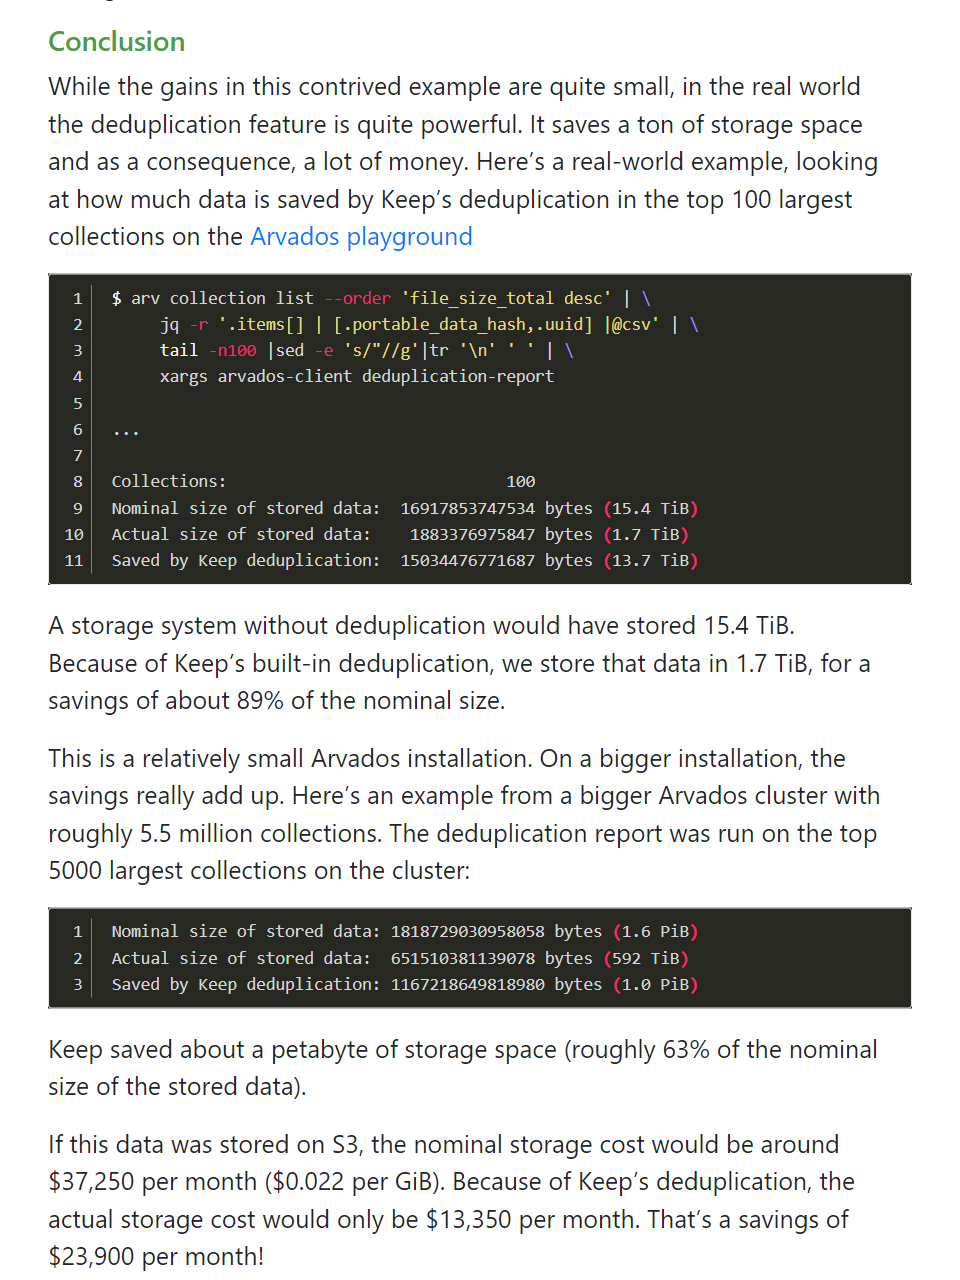 Conclusion
While the gains in this contrived example are quite small, in the real world
the deduplication feature is quite powerful. It saves a ton of storage space
and as a consequence, a lot of money. Here’s a real-world example, looking
at how much data is saved by Keep’s deduplication in the top 100 largest
collections on the Arvados playground
1 $ arv collection list --order 'file_size_total desc' | \
2 jq -r '.items[] | [.portable_data_hash,.uuid] |@csv' | \
3 tail -n100 |sed -e 's/"//g'|tr '\n' ' ' | \
4 xargs arvados-client deduplication-report
5
6 ...
7
8 Collections: 100
9 Nominal size of stored data: 16917853747534 bytes (15.4 TiB)
10 Actual size of stored data: 1883376975847 bytes (1.7 TiB)
11 Saved by Keep deduplication: 15034476771687 bytes (13.7 TiB)
A storage system without deduplication would have stored 15.4 TiB.
Because of Keep’s built-in deduplication, we store that data in 1.7 TiB, for a
savings of about 89% of the nominal size.
This is a relatively small Arvados installation. On a bigger installation, the
savings really add up. Here’s an example from a bigger Arvados cluster with
roughly 5.5 million collections. The deduplication report was run on the top
5000 largest collections on the cluster:
1 Nominal size of stored data: 1818729030958058 bytes (1.6 PiB)
2 Actual size of stored data: 651510381139078 bytes (592 TiB)
3 Saved by Keep deduplication: 1167218649818980 bytes (1.0 PiB)
Keep saved about a petabyte of storage space (roughly 63% of the nominal
size of the stored data).
If this data was stored on S3, the nominal storage cost would be around
$37,250 per month ($0.022 per GiB). Because of Keep’s deduplication, the
actual storage cost would only be $13,350 per month. That’s a savings of
$23,900 per month!